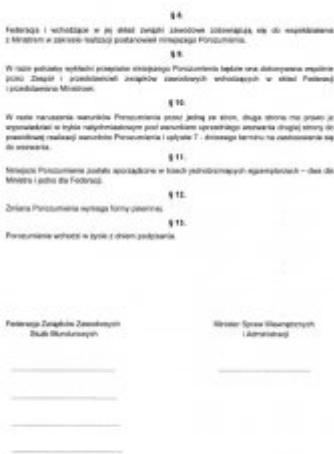 § 8.
Federacja i wchodzące w jej skład związki zawodowe zobowiązują się do współdziałania
z Ministrem w zakresie realizacji postanowień niniejszego Porozumienia.
§ 9.
W razie potrzeby wykładni przepisów niniejszego Porozumienia będzie ona dokonywana wspólnie
przez Zespół i przedstawicieli związków zawodowych wchodzących w skład Federacji
i przedstawiana Ministrowi.
§ 10.
W razie naruszenia warunków Porozumienia przez jedną ze stron, druga strona ma prawo je
wypowiedzieć w trybie natychmiastowym pod warunkiem uprzedniego wezwania drugiej strony do
prawidłowej realizacji warunków Porozumienia i upływie 7 - dniowego terminu na zastosowanie się
do wezwania.
§ 11.
Niniejsze Porozumienie zostało sporządzone w trzech jednobrzmiących egzemplarzach – dwa dla
Ministra i jedno dla Federacji.
§ 12.
Zmiana Porozumienia wymaga formy pisemnej.
§ 13.
Porozumienie wchodzi w życie z dniem podpisania.
Federacja Związków Zawodowych
Służb Mundurowych
Minister Spraw Wewnętrznych
i Administracji